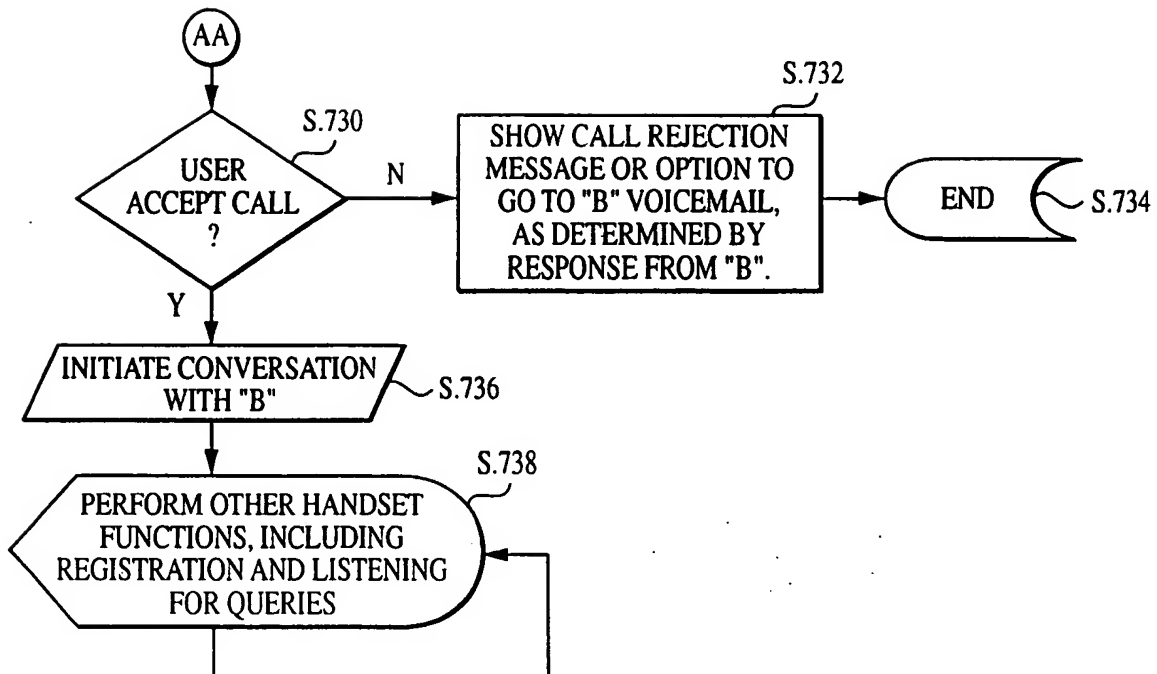 AA
S.730
USER
ACCEPT CALL
?
N
S.732
SHOW CALL REJECTION
MESSAGE OR OPTION TO
GO TO "B" VOICEMAIL,
AS DETERMINED BY
RESPONSE FROM "B".
END
S.734
Y
INITIATE CONVERSATION
WITH "B"
S.736
S.738
PERFORM OTHER HANDSET
FUNCTIONS, INCLUDING
REGISTRATION AND LISTENING
FOR QUERIES